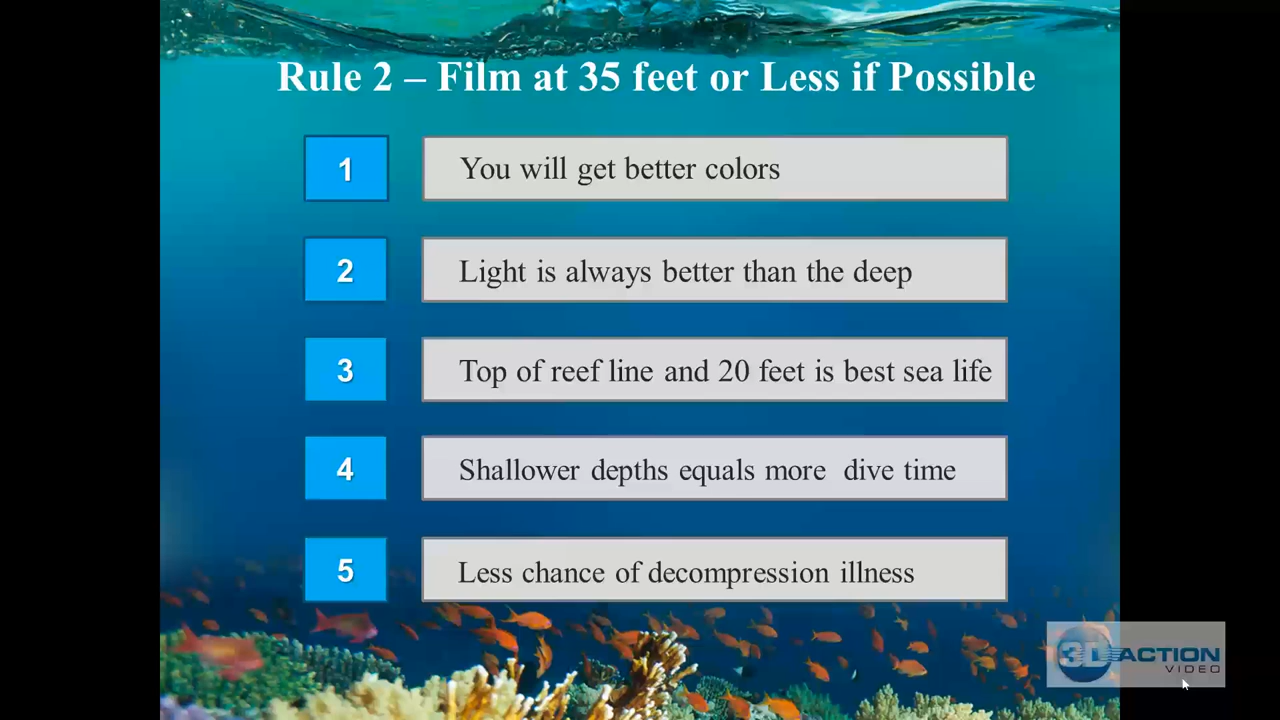 Rule 2 – Film at 35 feet or Less if Possible
1 You will get better colors
2 Light is always better than the deep
3 Top of reef line and 20 feet is best sea life
4 Shallower depths equals more  dive time
5 Less chance of decompression illness
3D ACTION
VIDEO